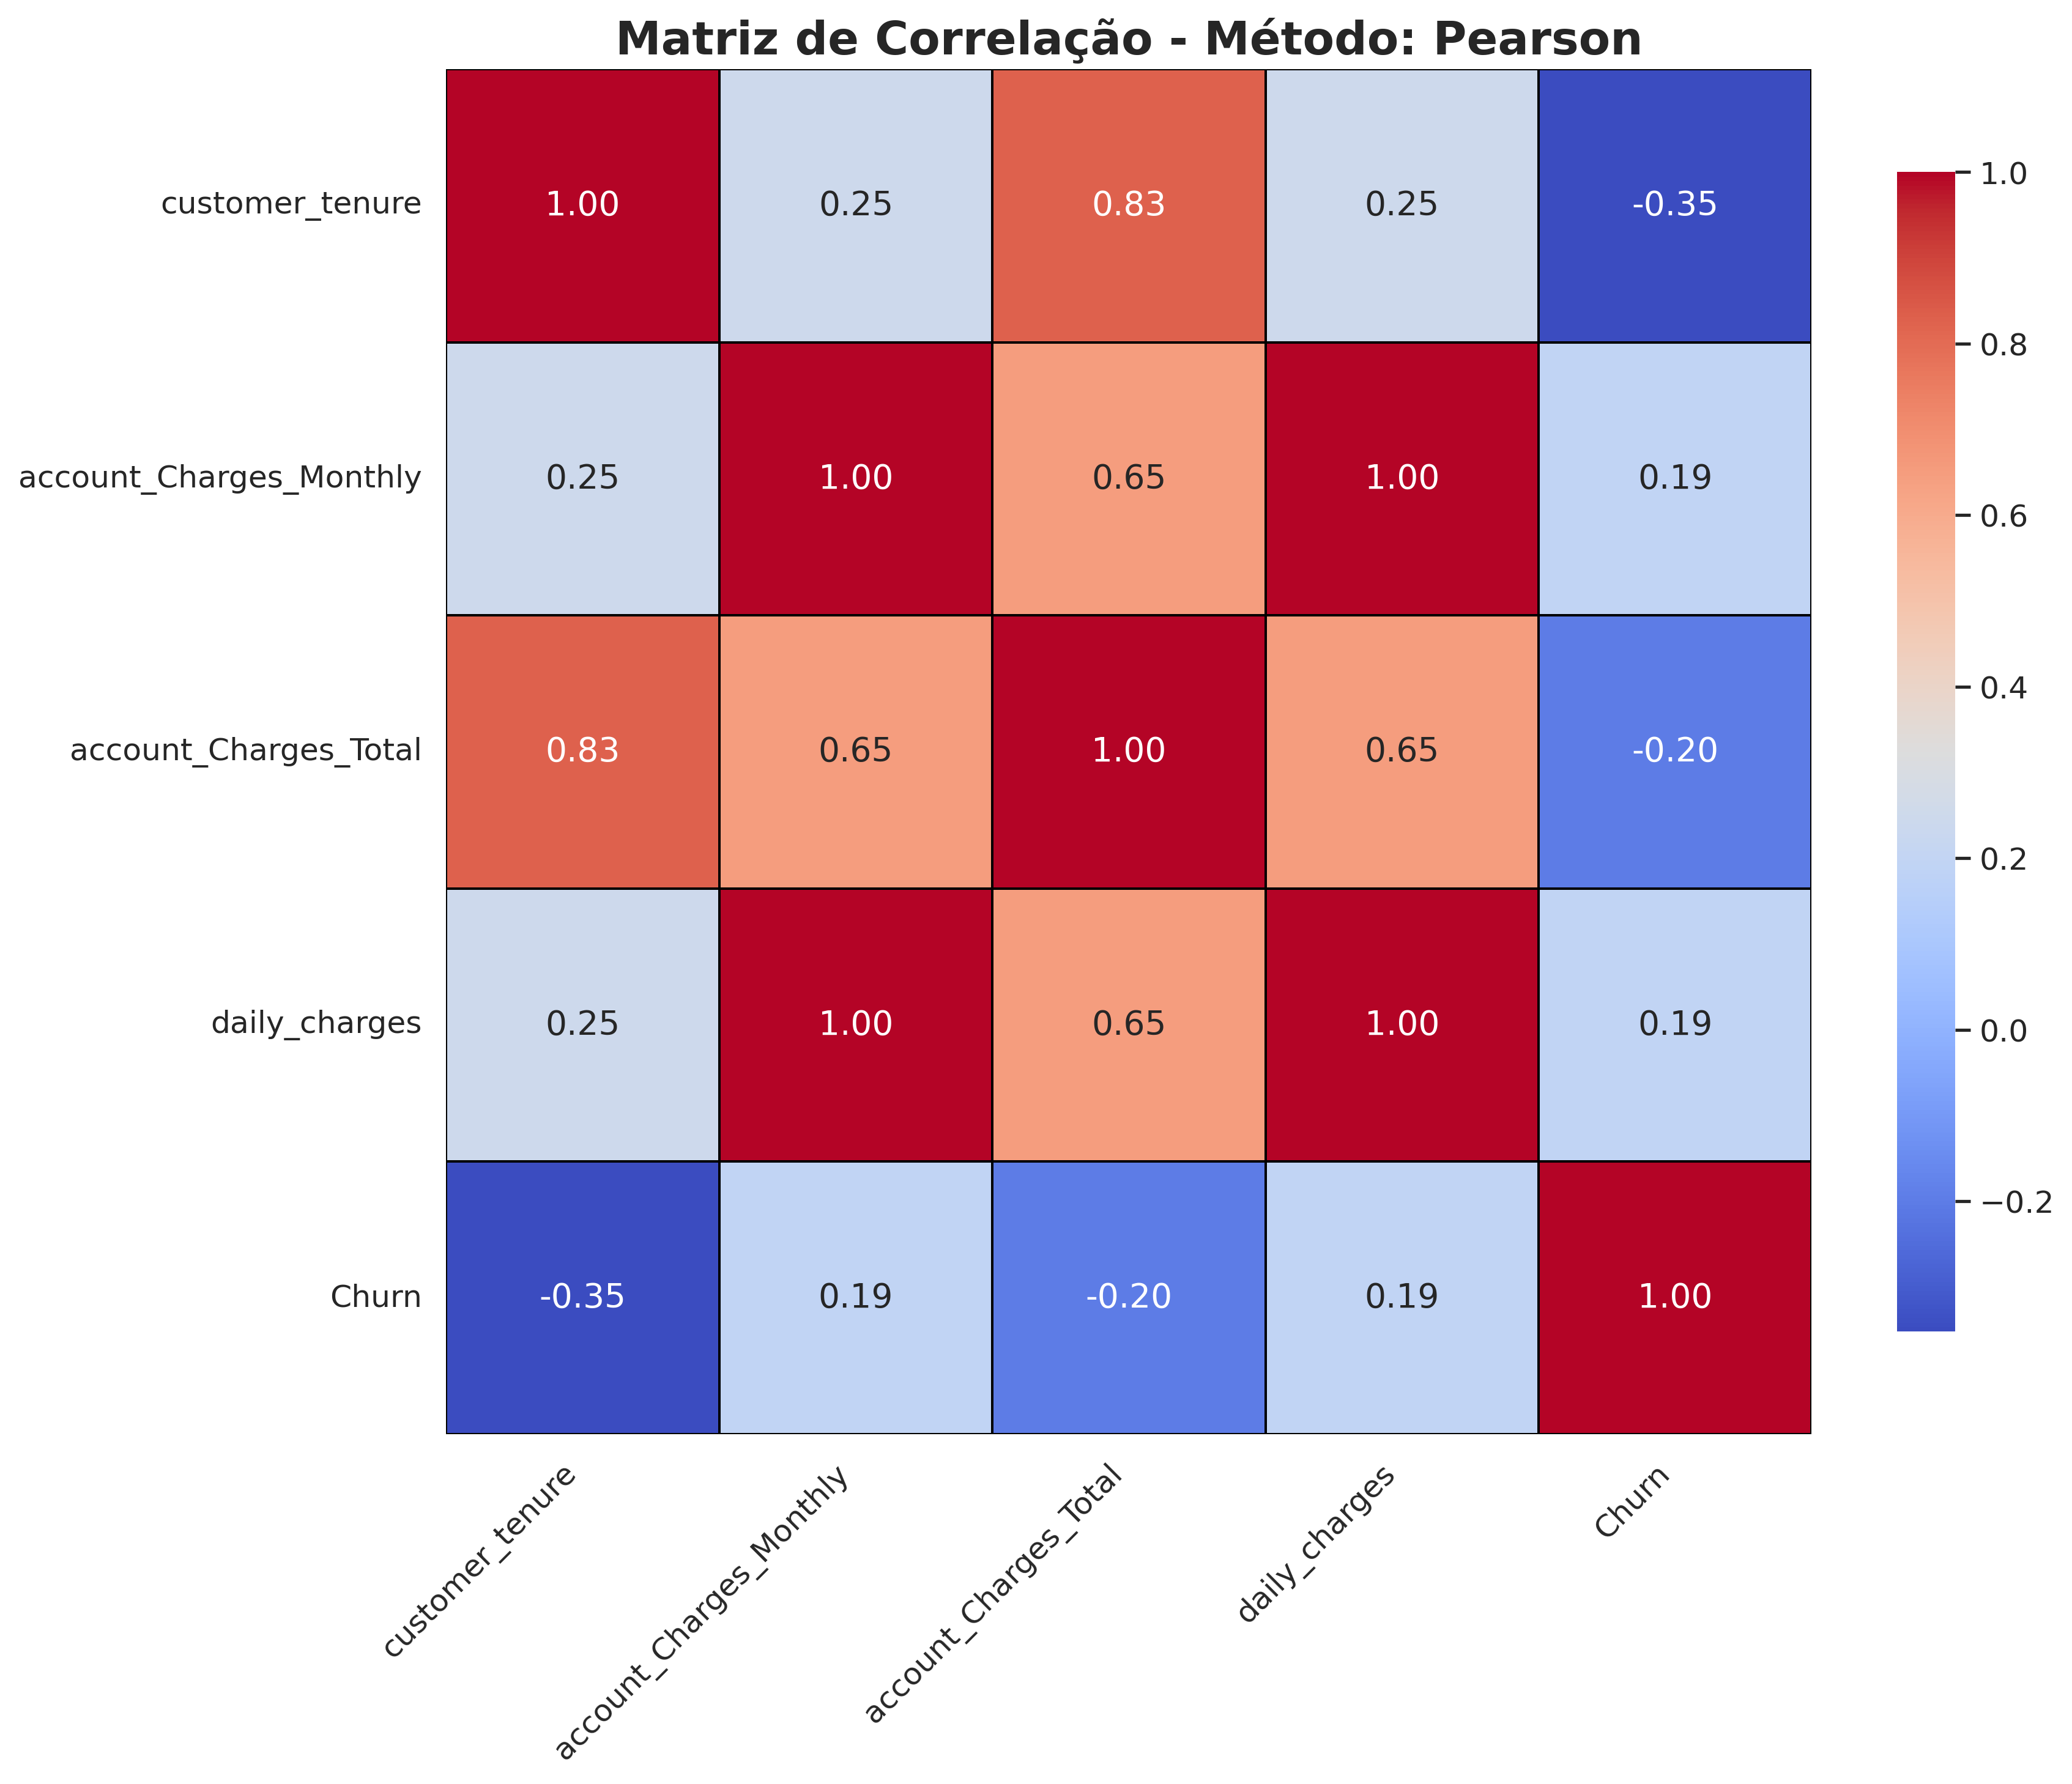 Matriz de Correlação - Método: Pearson
customer_tenure 1.00 0.25 0.83 0.25 -0.35
account_Charges_Monthly 0.25 1.00 0.65 1.00 0.19
account_Charges_Total 0.83 0.65 1.00 0.65 -0.20
daily_charges 0.25 1.00 0.65 1.00 0.19
Churn -0.35 0.19 -0.20 0.19 1.00
customer_tenure
account_Charges_Monthly
account_Charges_Total
daily_charges
Churn
1.0
0.8
0.6
0.4
0.2
0.0
−0.2